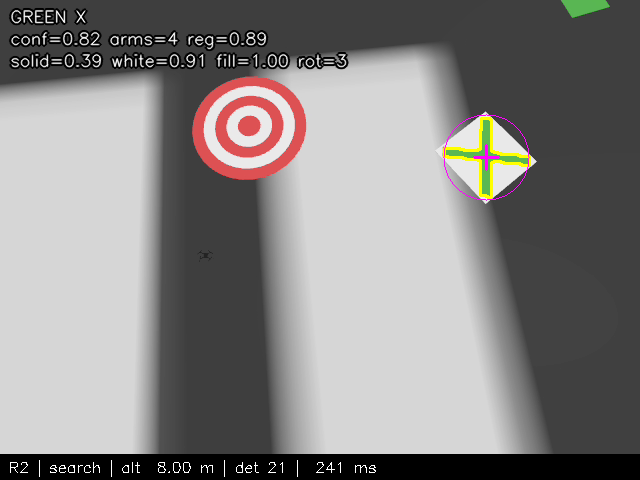 GREEN X
conf=0.82 arms=4 reg=0.89
solid=0.39 white=0.91 fill=1.00 rot=3
R2 | search | alt 8.00 m | det 21 | 241 ms